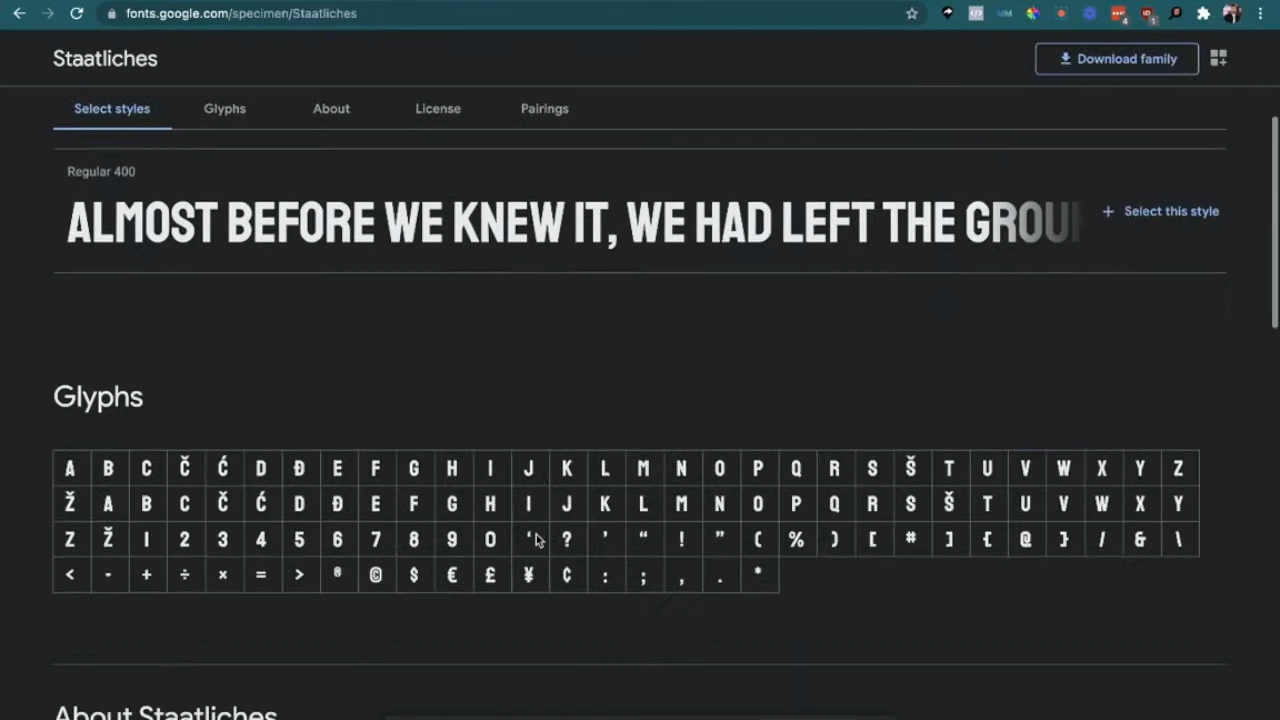 fonts.google.com/specimen/Staatliches
Staatliches
Download family
Select styles Glyphs About License Pairings
Regular 400
ALMOST BEFORE WE KNEW IT, WE HAD LEFT THE GROUN
+ Select this style
Glyphs
A B C Č Ć D Đ E F G H I J K L M N O P Q R S Š T U V W X Y Z
Ž A B C Č Ć D Đ E F G H I J K L M N O P Q R S Š T U V W X Y
Z Ž 1 2 3 4 5 6 7 8 9 0 ‘ ? ’ “ ! ” ( % ) [ # ] { @ } / & \
< - + ÷ × = > ® © $ € £ ¥ ¢ : ; , . *
About Staatliches